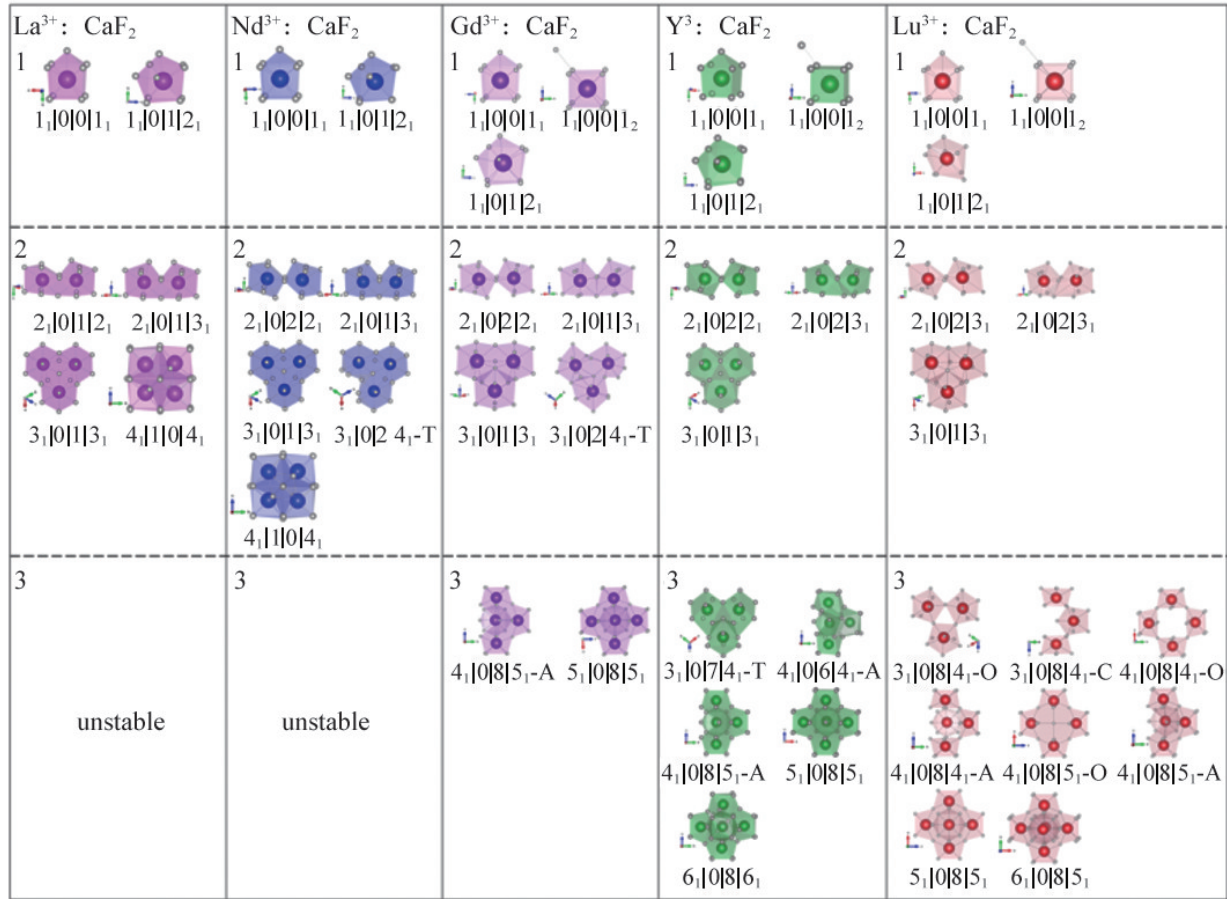 La³⁺: CaF₂ Nd³⁺: CaF₂ Gd³⁺: CaF₂ Y³: CaF₂ Lu³⁺: CaF₂
1 1 1 1 1
1₁|0|0|1₁ 1₁|0|1|2₁ 1₁|0|0|1₁ 1₁|0|1|2₁ 1₁|0|0|1₁ 1₁|0|0|1₂ 1₁|0|0|1₁ 1₁|0|0|1₂ 1₁|0|0|1₁ 1₁|0|0|1₂
1₁|0|1|2₁ 1₁|0|1|2₁ 1₁|0|1|2₁
2 2 2 2 2
2₁|0|1|2₁ 2₁|0|1|3₁ 2₁|0|2|2₁ 2₁|0|1|3₁ 2₁|0|2|2₁ 2₁|0|1|3₁ 2₁|0|2|2₁ 2₁|0|2|3₁ 2₁|0|2|3₁ 2₁|0|2|3₁
3₁|0|1|3₁ 4₁|1|0|4₁ 3₁|0|1|3₁ 3₁|0|2 4₁-T 3₁|0|1|3₁ 3₁|0|2|4₁-T 3₁|0|1|3₁ 3₁|0|1|3₁
4₁|1|0|4₁
3 3 3 3 3
4₁|0|8|5₁-A 5₁|0|8|5₁ 3₁|0|7|4₁-T 4₁|0|6|4₁-A 3₁|0|8|4₁-O 3₁|0|8|4₁-C 4₁|0|8|4₁-O
unstable unstable
4₁|0|8|5₁-A 5₁|0|8|5₁ 4₁|0|8|4₁-A 4₁|0|8|5₁-O 4₁|0|8|5₁-A
6₁|0|8|6₁ 5₁|0|8|5₁ 6₁|0|8|5₁